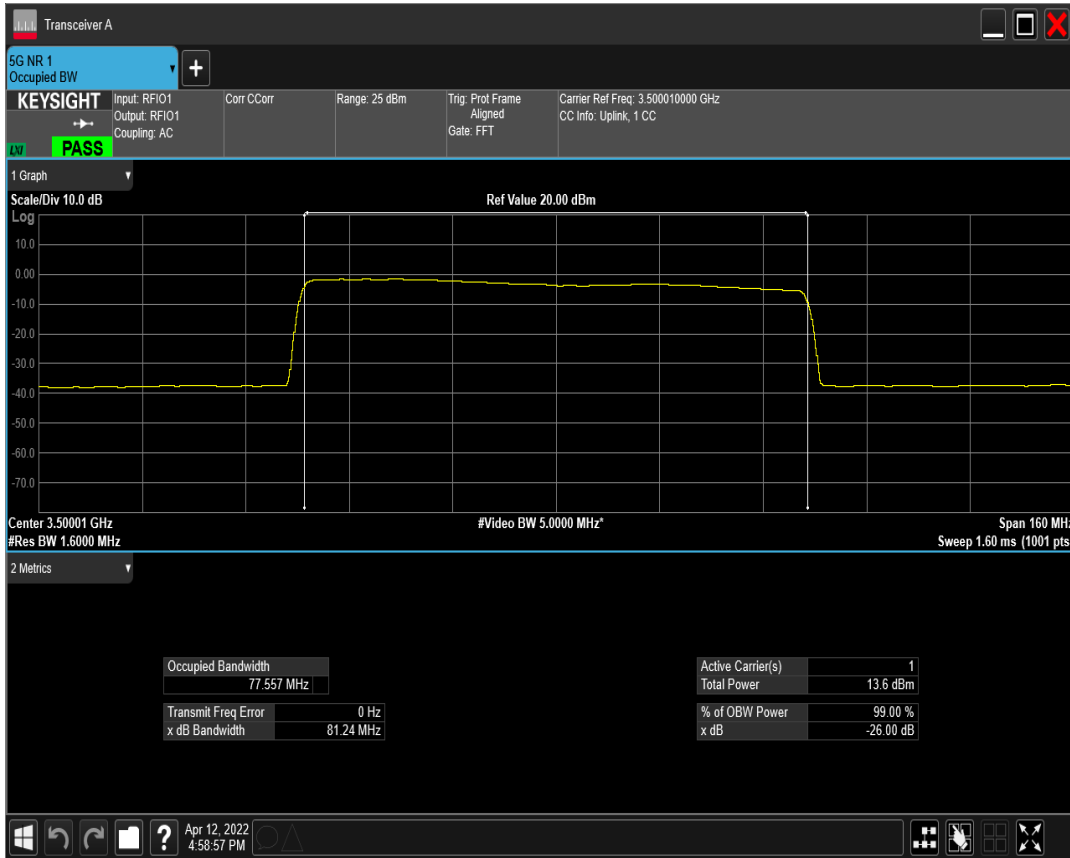 Transceiver A
5G NR 1
Occupied BW
+
KEYSIGHT
LXI
PASS
Input: RFIO1
Output: RFIO1
Coupling: AC
Corr CCorr
Range: 25 dBm
Trig: Prot Frame
Aligned
Gate: FFT
Carrier Ref Freq: 3.500010000 GHz
CC Info: Uplink, 1 CC
1 Graph
Scale/Div 10.0 dB
Ref Value 20.00 dBm
Log
10.0
0.00
-10.0
-20.0
-30.0
-40.0
-50.0
-60.0
-70.0
Center 3.50001 GHz
#Video BW 5.0000 MHz*
Span 160 MHz
#Res BW 1.6000 MHz
Sweep 1.60 ms (1001 pts
2 Metrics
Occupied Bandwidth
77.557 MHz
Transmit Freq Error 0 Hz
x dB Bandwidth 81.24 MHz
Active Carrier(s) 1
Total Power 13.6 dBm
% of OBW Power 99.00 %
x dB -26.00 dB
?
Apr 12, 2022
4:58:57 PM